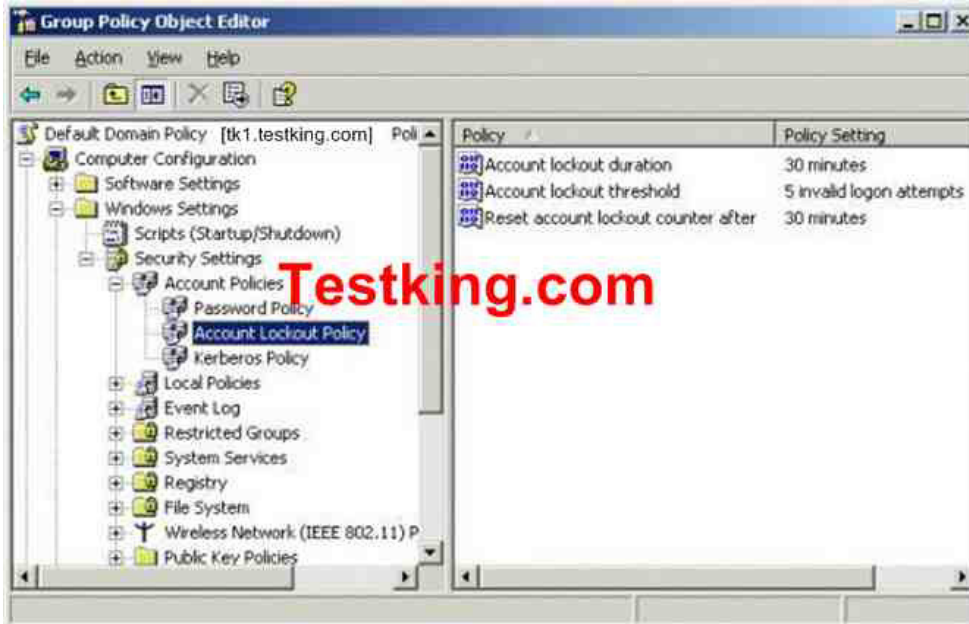 Group Policy Object Editor
File Action View Help
Default Domain Policy [tk1.testking.com] Poli
Computer Configuration
Software Settings
Windows Settings
Scripts (Startup/Shutdown)
Security Settings
Account Policies
Password Policy
Account Lockout Policy
Kerberos Policy
Local Policies
Event Log
Restricted Groups
System Services
Registry
File System
Wireless Network (IEEE 802.11) P
Public Key Policies
Policy Policy Setting
Account lockout duration 30 minutes
Account lockout threshold 5 invalid logon attempts
Reset account lockout counter after 30 minutes
Testking.com